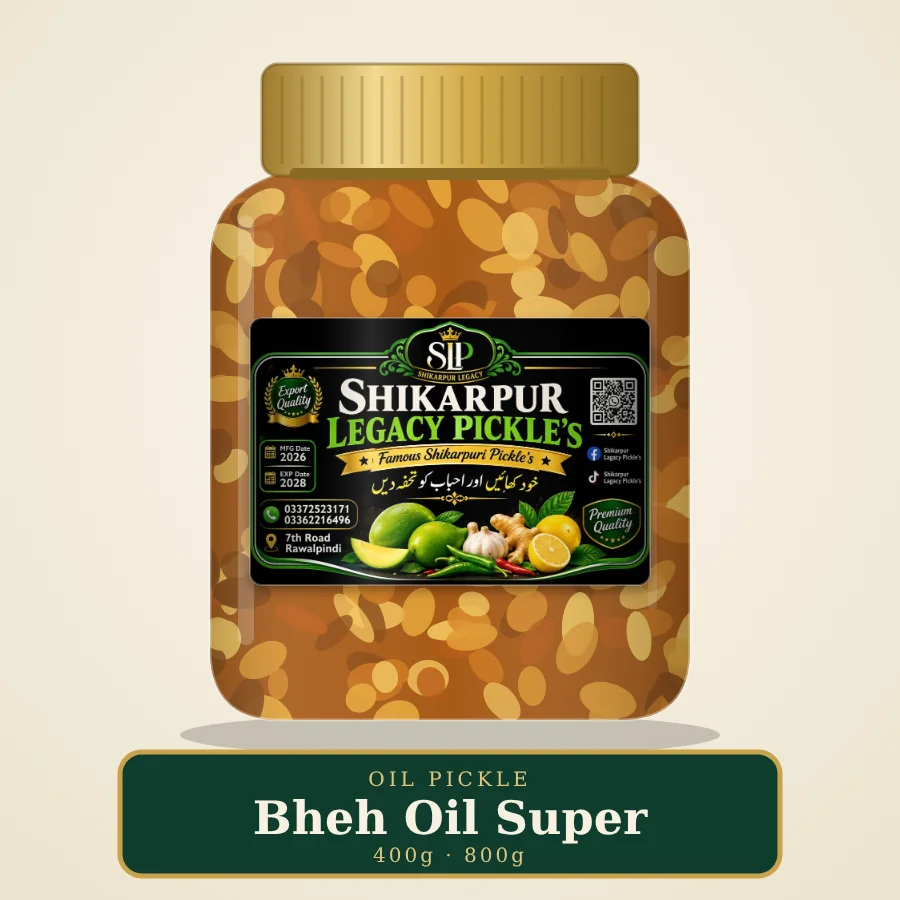 SLP
SHIKARPUR LEGACY
SHIKARPUR
LEGACY PICKLE'S
Famous Shikarpuri Pickle's
خود کھائیں اور احباب کو تحفہ دیں
Export
Quality
MFG Date
2026
EXP Date
2028
03372523171
03362216496
7th Road
Rawalpindi
Shikarpur
Legacy Pickle's
Shikarpur
Legacy Pickle's
Premium
Quality
OIL PICKLE
Bheh Oil Super
400g · 800g